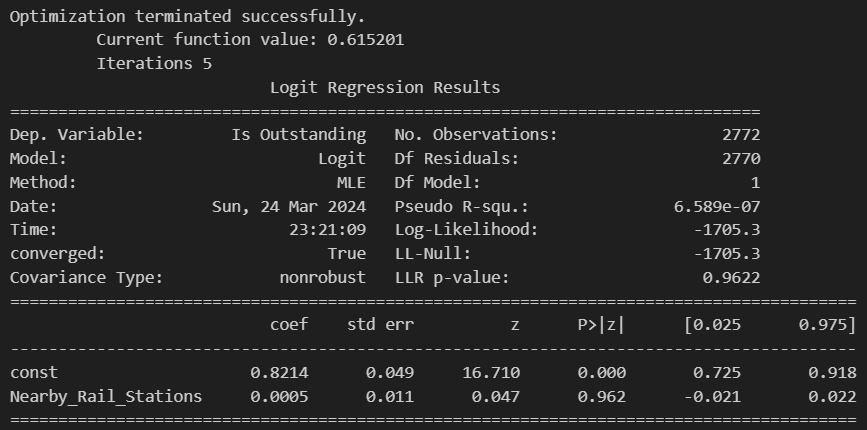 Optimization terminated successfully.
         Current function value: 0.615201
         Iterations 5
                           Logit Regression Results
==============================================================================
Dep. Variable:         Is Outstanding   No. Observations:                 2772
Model:                          Logit   Df Residuals:                     2770
Method:                           MLE   Df Model:                            1
Date:                Sun, 24 Mar 2024   Pseudo R-squ.:               6.589e-07
Time:                        23:21:09   Log-Likelihood:                -1705.3
converged:                       True   LL-Null:                       -1705.3
Covariance Type:            nonrobust   LLR p-value:                    0.9622
========================================================================================
                           coef    std err          z      P>|z|      [0.025      0.975]
----------------------------------------------------------------------------------------
const                    0.8214      0.049     16.710      0.000       0.725       0.918
Nearby_Rail_Stations     0.0005      0.011      0.047      0.962      -0.021       0.022
========================================================================================